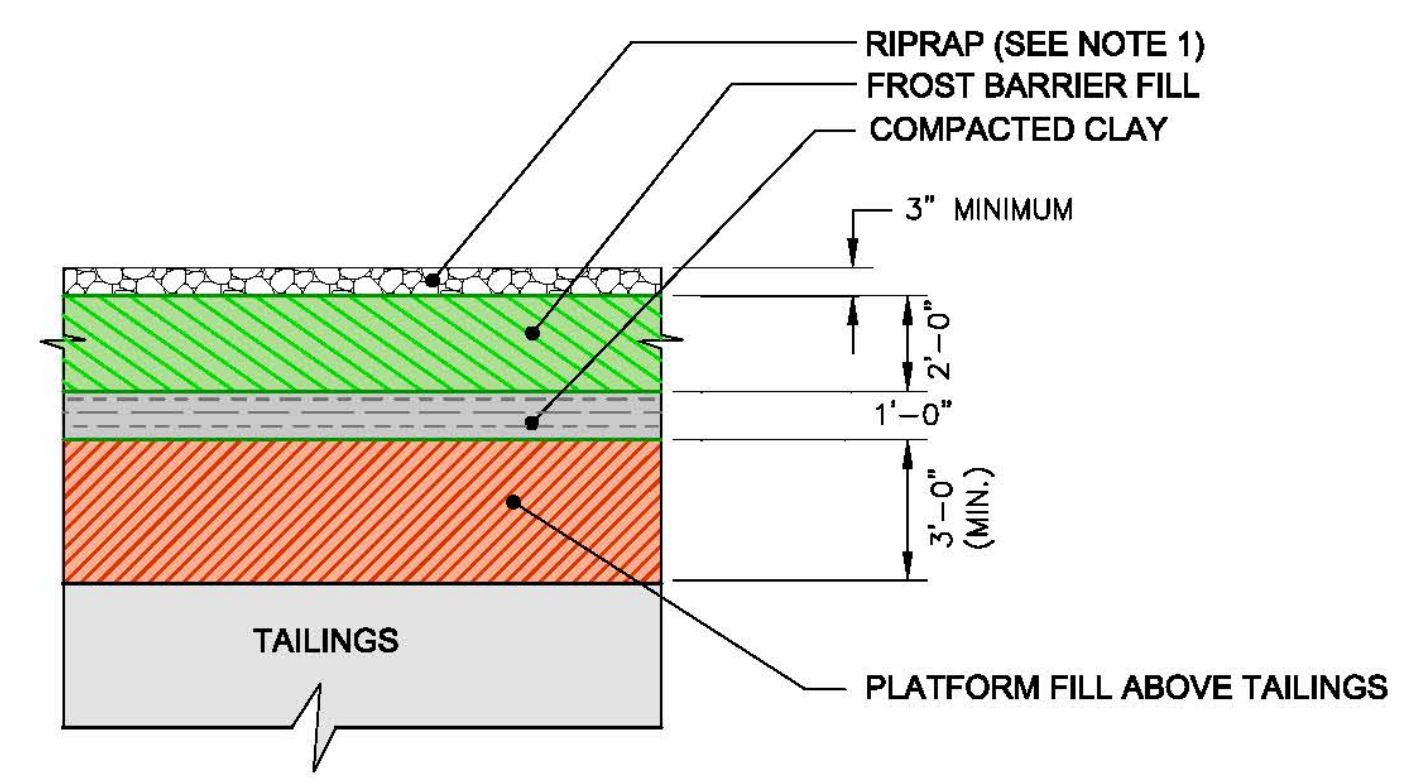 RIPRAP (SEE NOTE 1)
FROST BARRIER FILL
COMPACTED CLAY
3" MINIMUM
2'-0"
1'-0"
3'-0"
(MIN.)
TAILINGS
PLATFORM FILL ABOVE TAILINGS